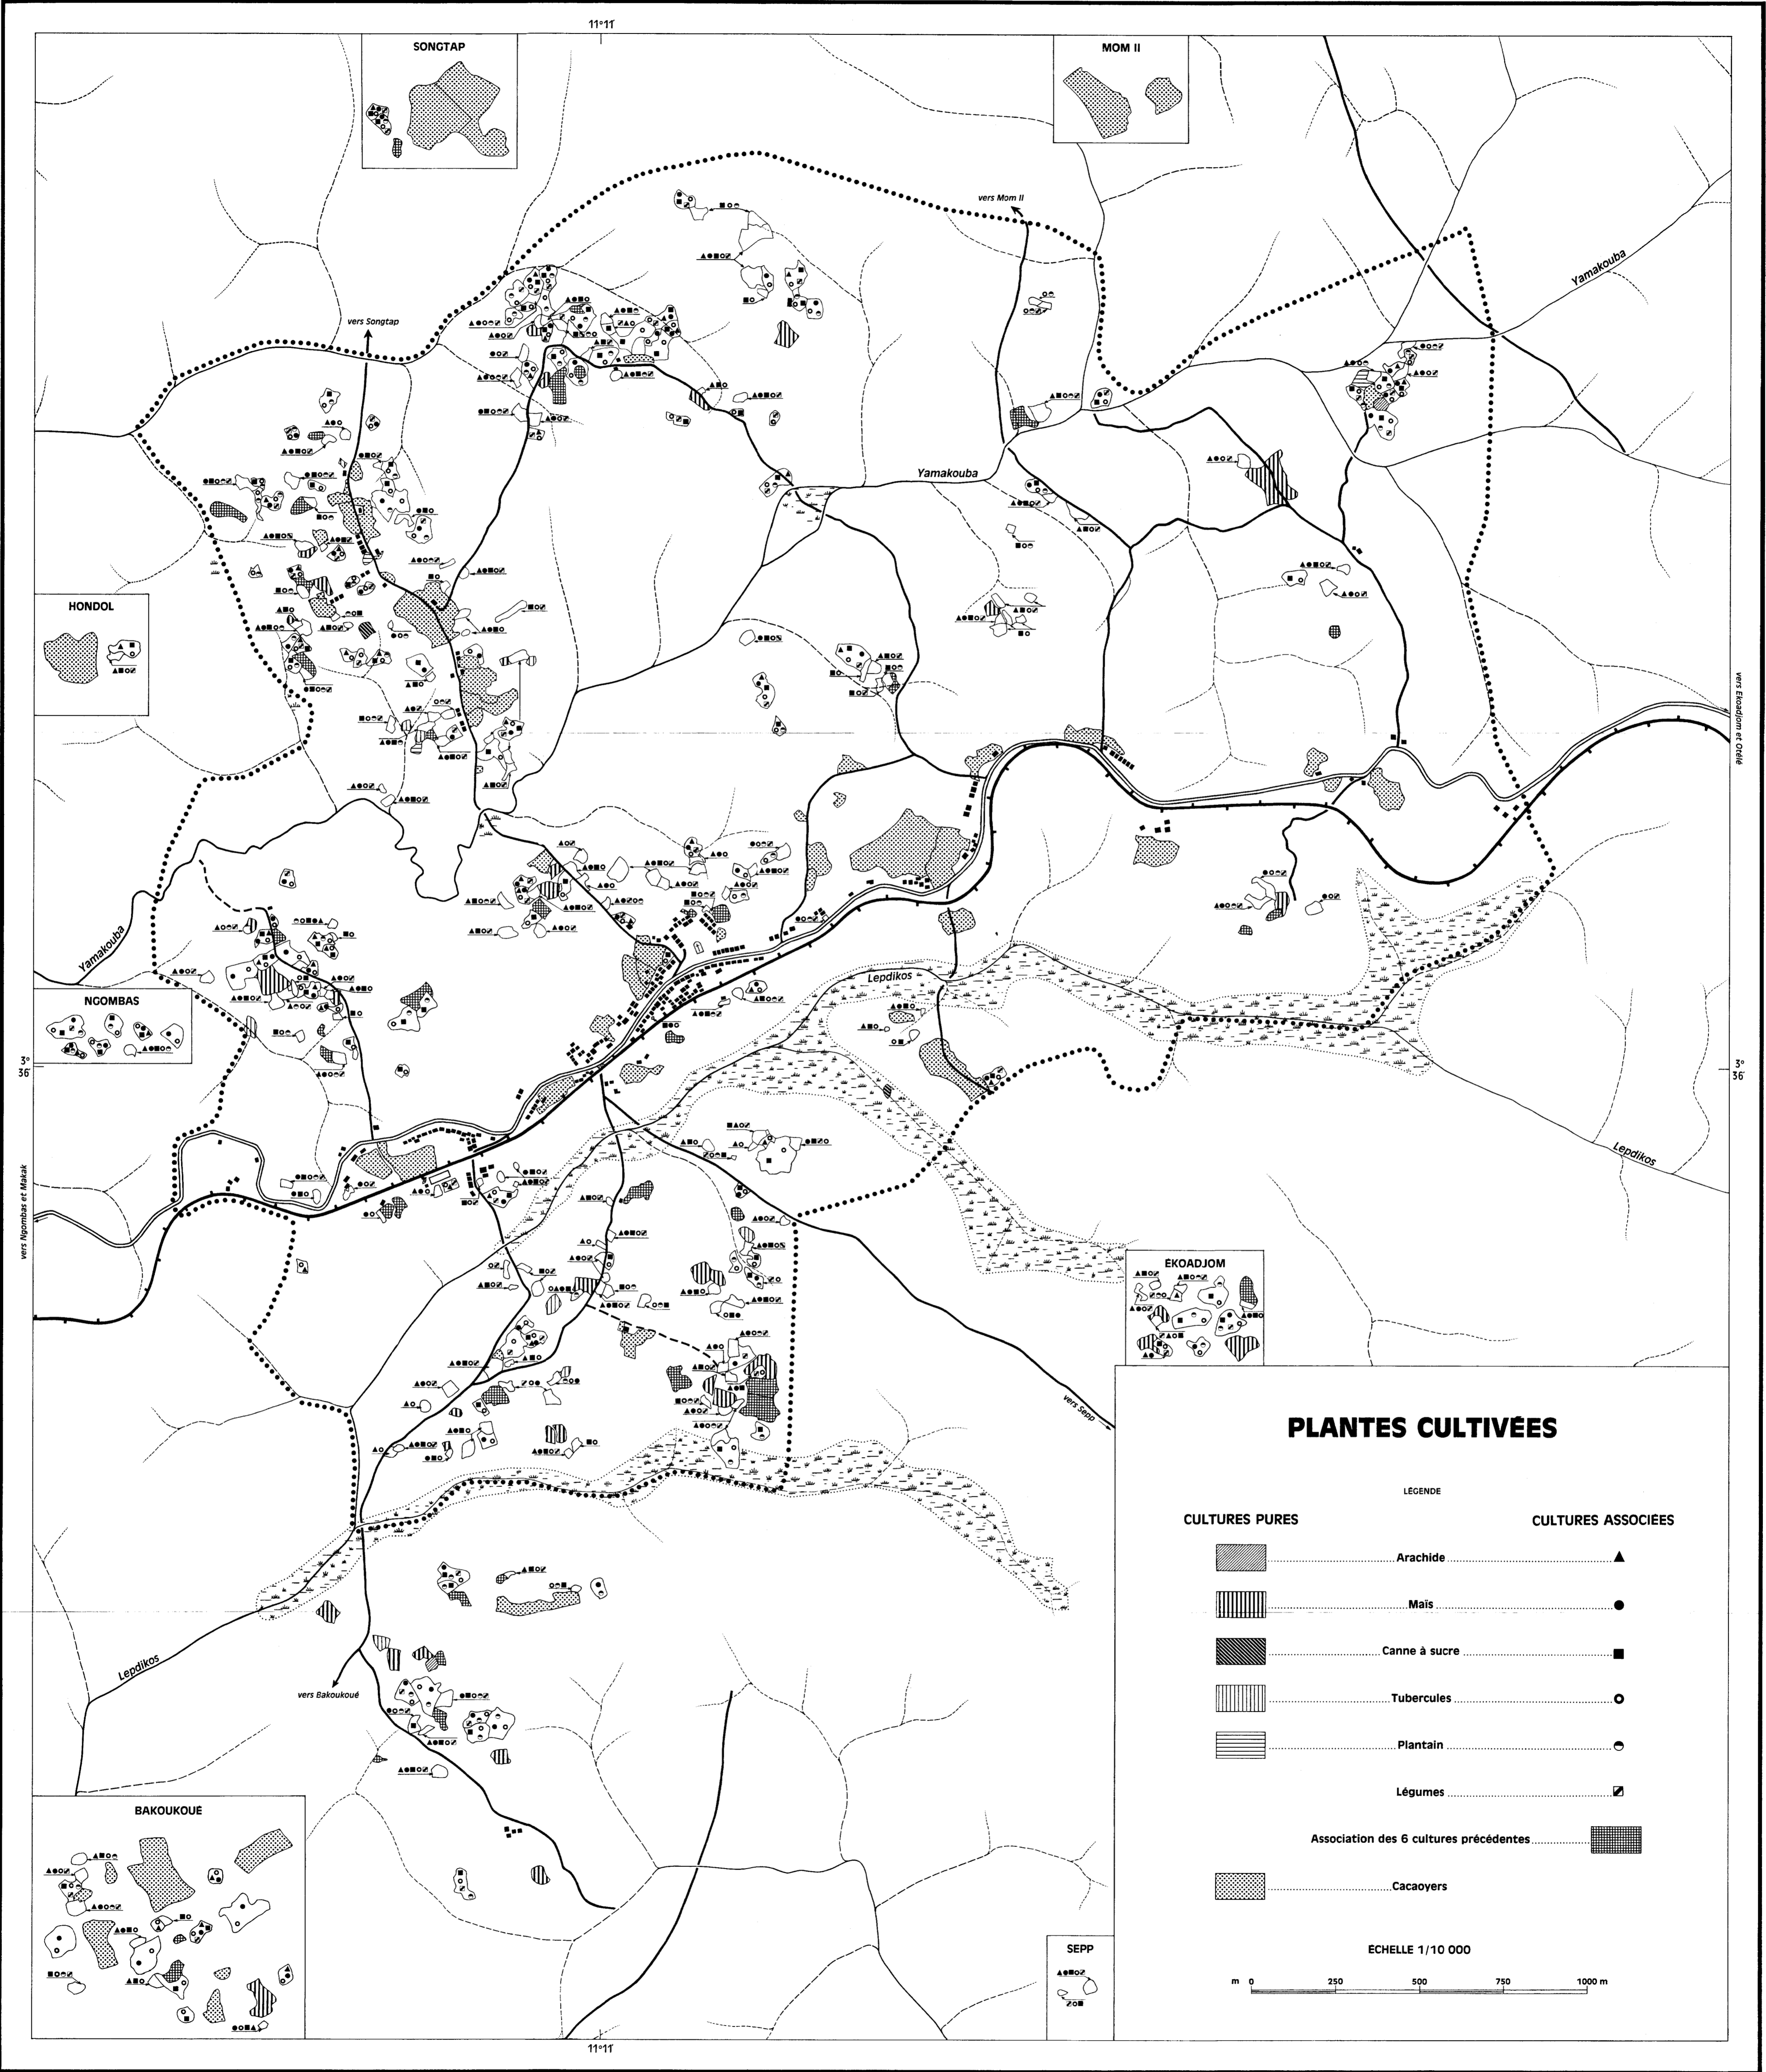 11°11'
SONGTAP
MOM II
vers Mom II
Yamakouba
vers Songtap
Yamakouba
HONDOL
vers Ekoadjom et Otélé
Yamakouba
Lepdikos
NGOMBAS
3°
36'
3°
36'
Lepdikos
vers Ngombas et Makak
EKOADJOM
vers Sepp
PLANTES CULTIVÉES
LÉGENDE
CULTURES PURES
CULTURES ASSOCIÉES
Arachide
Maïs
Canne à sucre
Tubercules
Plantain
Légumes
Association des 6 cultures précédentes
Cacaoyers
Lepdikos
vers Bakoukoué
BAKOUKOUÉ
SEPP
ÉCHELLE 1/10 000
m 0 250 500 750 1000 m
11°11'